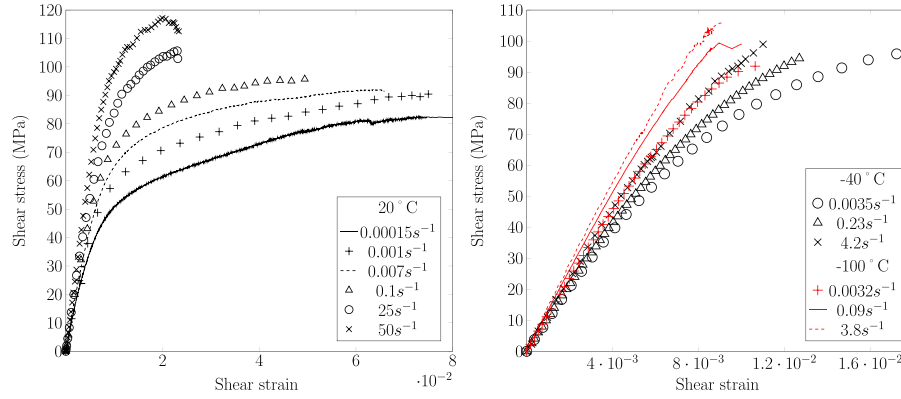 120
110
100
90
80
70
60
50
40
30
20
10
0
Shear stress (MPa)
0
2
4
6
8
·10⁻²
Shear strain
20°C
0.00015s⁻¹
0.001s⁻¹
0.007s⁻¹
0.1s⁻¹
25s⁻¹
50s⁻¹
110
100
90
80
70
60
50
40
30
20
10
0
Shear stress (MPa)
4·10⁻³
8·10⁻³
1.2·10⁻²
1.6·10⁻²
Shear strain
-40°C
0.0035s⁻¹
0.23s⁻¹
4.2s⁻¹
-100°C
0.0032s⁻¹
0.09s⁻¹
3.8s⁻¹